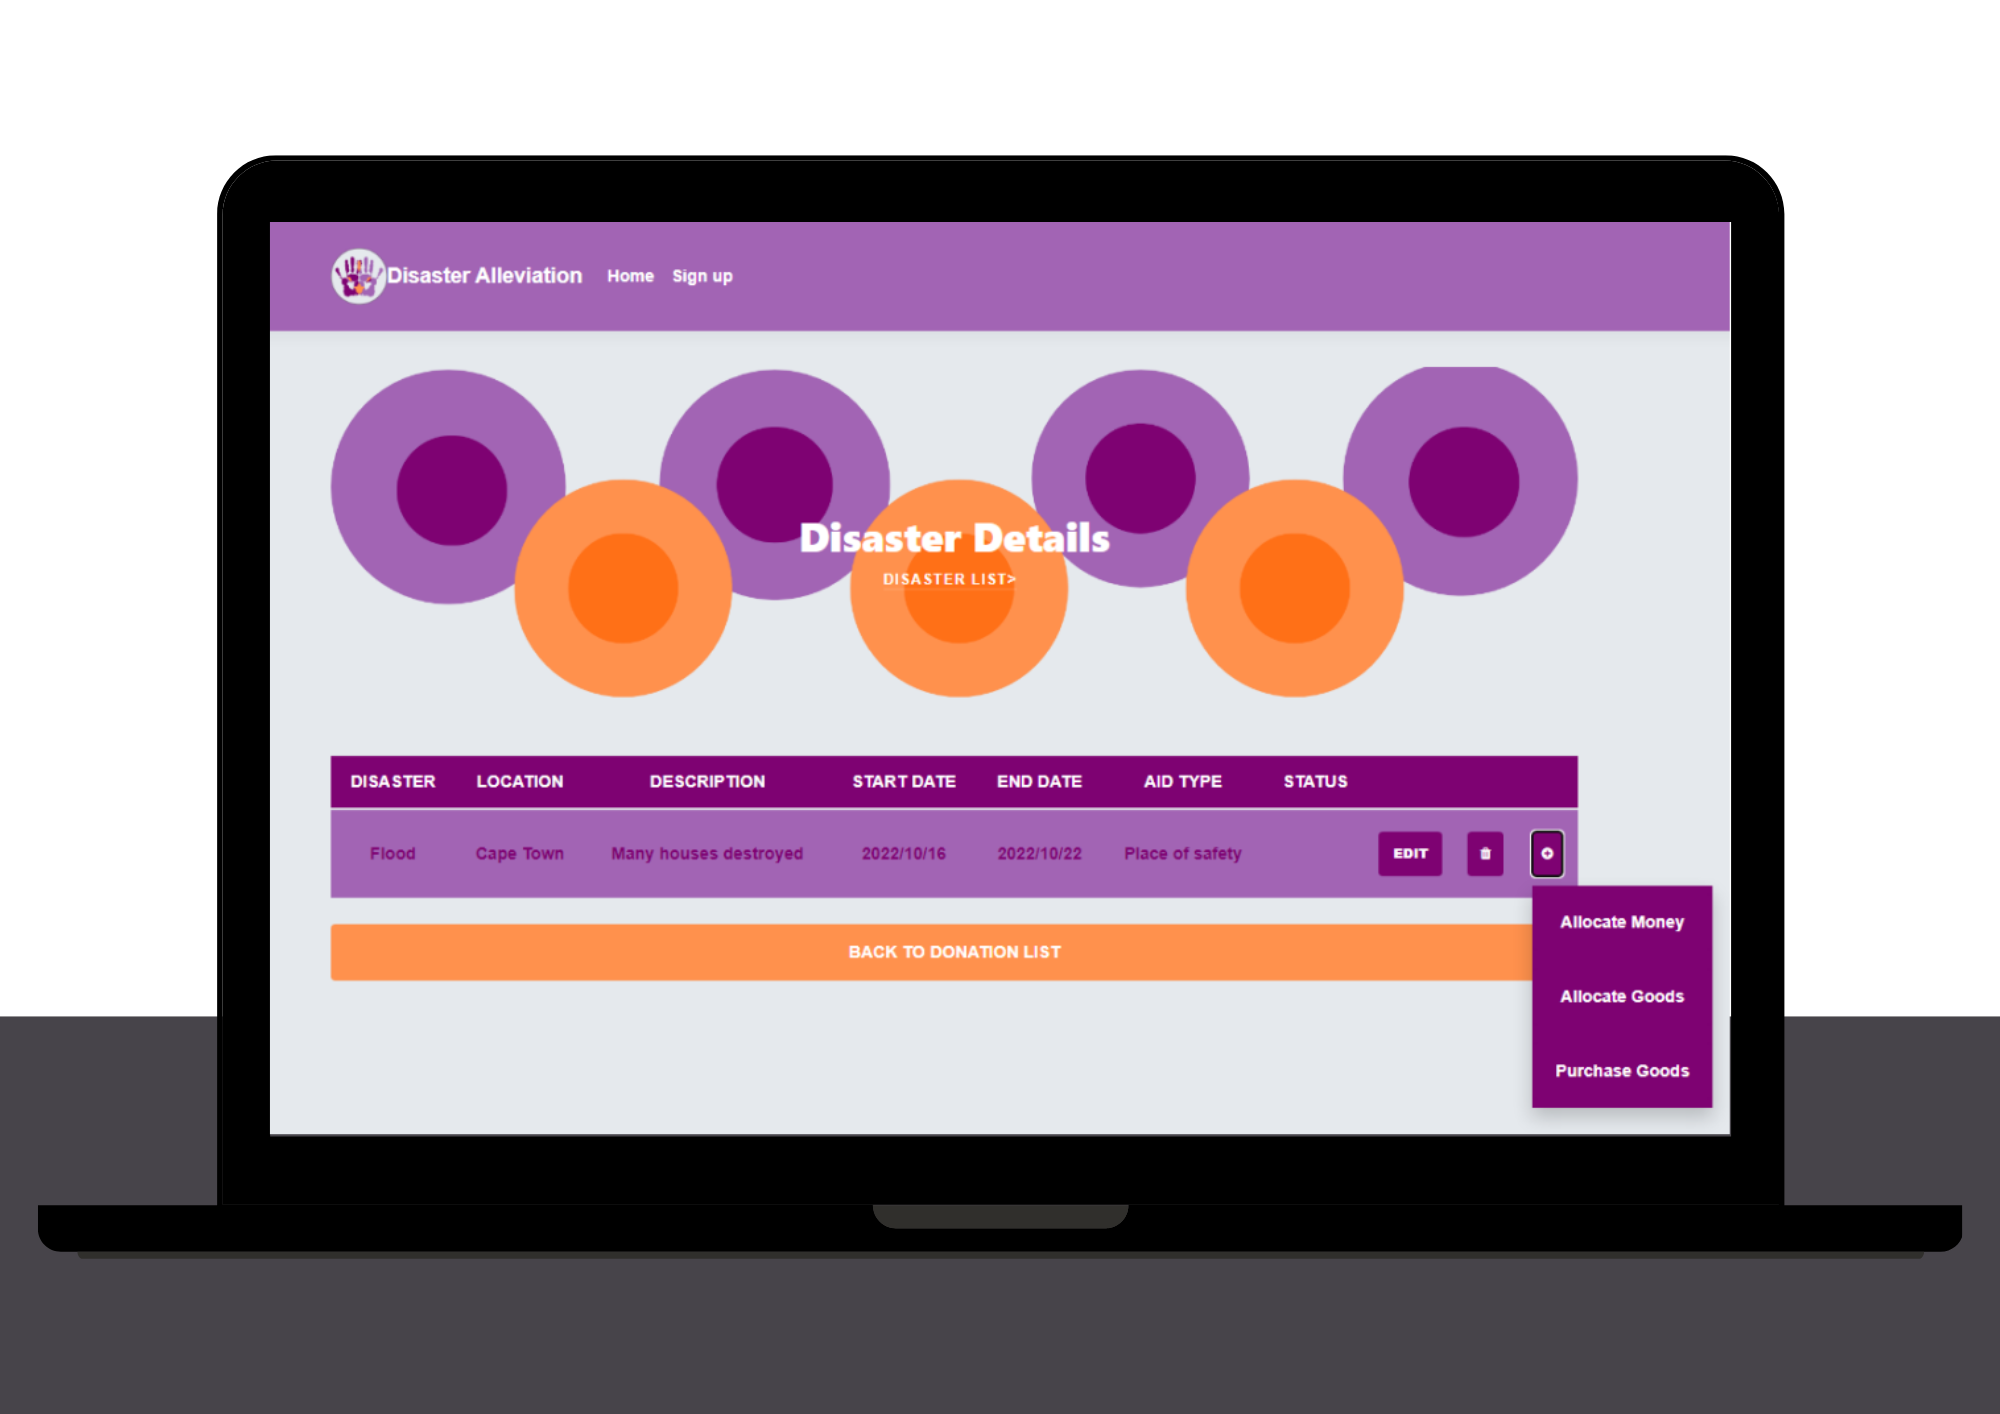 Disaster Alleviation Home Sign up
Disaster Details
DISASTER LIST>
DISASTER LOCATION DESCRIPTION START DATE END DATE AID TYPE STATUS
Flood Cape Town Many houses destroyed 2022/10/16 2022/10/22 Place of safety EDIT
Allocate Money
BACK TO DONATION LIST
Allocate Goods
Purchase Goods